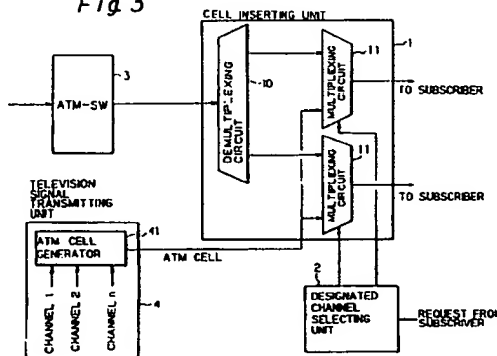 Fig 3
CELL INSERTING UNIT
3
ATM-SW
10
DEMULTIPLEXING
CIRCUIT
11
MULTIPLEXING
CIRCUIT
1
TO SUBSCRIBER
11
MULTIPLEXING
CIRCUIT
TO SUBSCRIBER
TELEVISION
SIGNAL
TRANSMITTING
UNIT
ATM CELL
GENERATOR
41
ATM CELL
CHANNEL 1
CHANNEL 2
CHANNEL n
4
2
DESIGNATED
CHANNEL
SELECTING
UNIT
REQUEST FROM
SUBSCRIVER